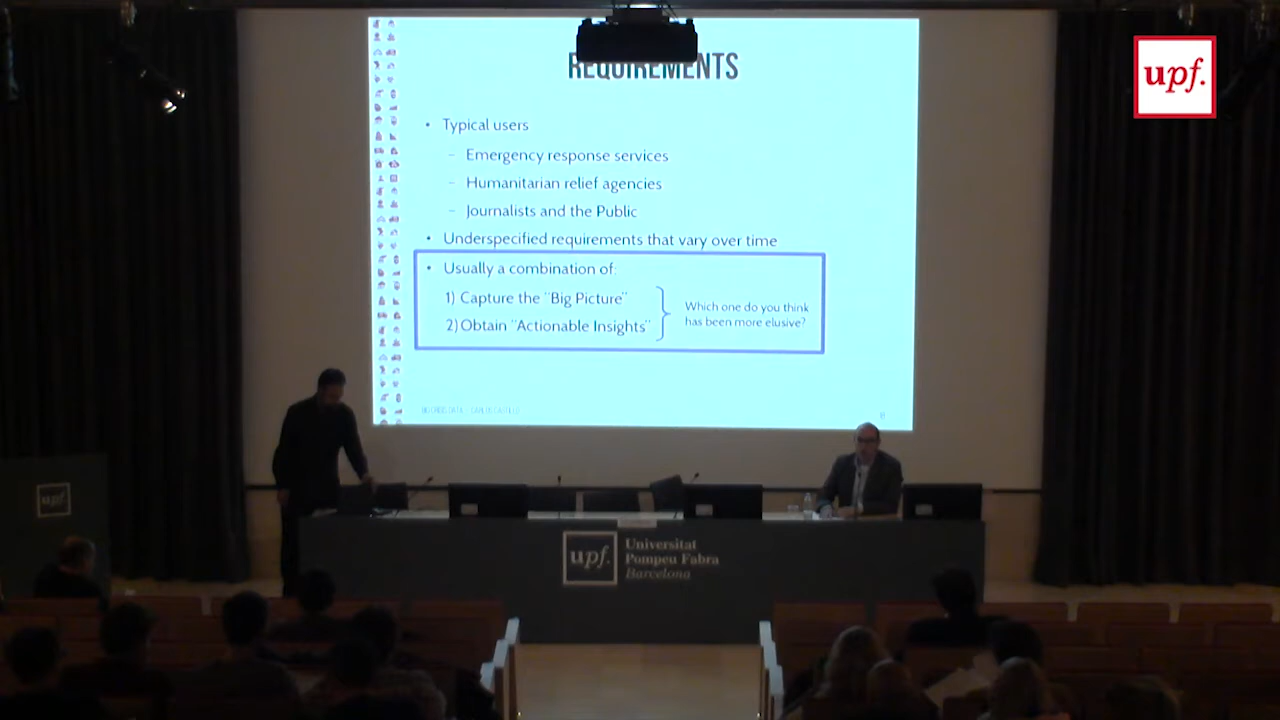 REQUIREMENTS
upf.
• Typical users
– Emergency response services
– Humanitarian relief agencies
– Journalists and the Public
• Underspecified requirements that vary over time
• Usually a combination of:
1) Capture the "Big Picture"
2) Obtain "Actionable Insights"
Which one do you think
has been more elusive?
upf.
upf.
Universitat
Pompeu Fabra
Barcelona